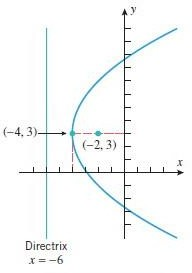 y
(−4, 3)
(−2, 3)
x
Directrix
x = −6